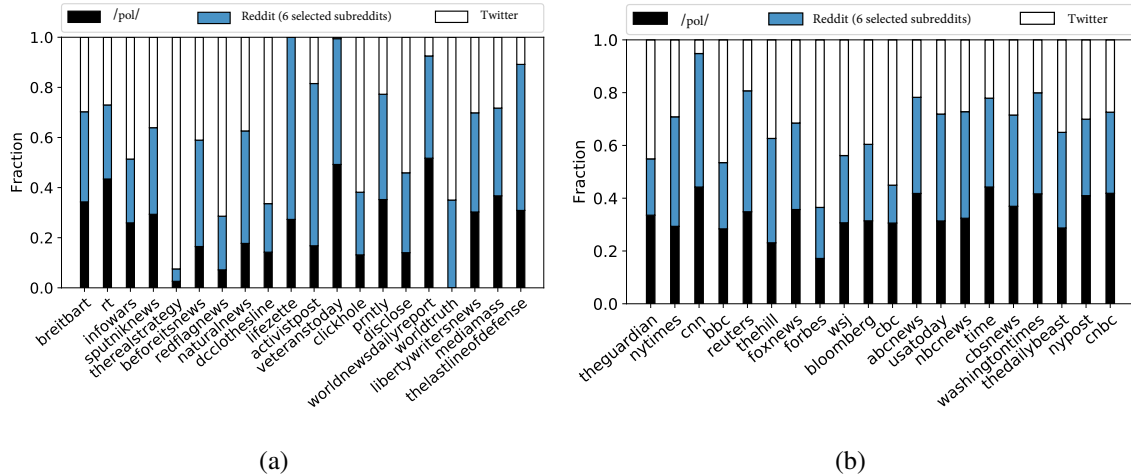 /pol/ Reddit (6 selected subreddits) Twitter
1.0
0.8
0.6
0.4
0.2
0.0
Fraction
breitbart
rt
infowars
sputniknews
therealstrategy
beforeitsnews
redflagnews
naturalnews
dcclothesline
lifezette
activistpost
veteranstoday
clickhole
prntly
disclose
worldnewsdailyreport
worldtruth
libertywritersnews
mediamass
thelastlineofdefense
(a)
/pol/ Reddit (6 selected subreddits) Twitter
1.0
0.8
0.6
0.4
0.2
0.0
Fraction
theguardian
nytimes
cnn
bbc
reuters
thehill
foxnews
forbes
wsj
bloomberg
cbc
abcnews
usatoday
nbcnews
time
cbsnews
washingtontimes
thedailybeast
nypost
cnbc
(b)